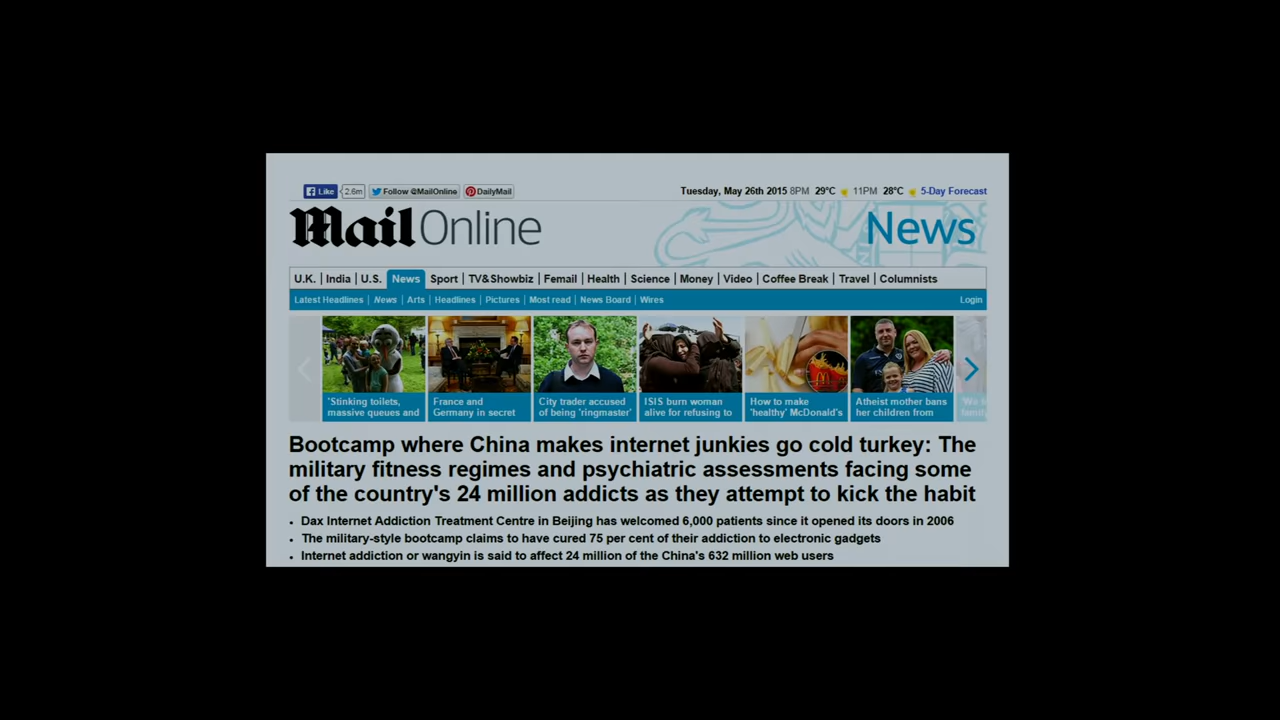 Like 2.6m Follow @MailOnline DailyMail
Tuesday, May 26th 2015 8PM 29°C 11PM 28°C 5-Day Forecast
Mail Online News
U.K. India U.S. News Sport TV&Showbiz Femail Health Science Money Video Coffee Break Travel Columnists
Latest Headlines News Arts Headlines Pictures Most read News Board Wires Login
'Stinking toilets,
massive queues and
France and
Germany in secret
City trader accused
of being 'ringmaster'
ISIS burn woman
alive for refusing to
How to make
'healthy' McDonald's
Atheist mother bans
her children from
Bootcamp where China makes internet junkies go cold turkey: The
military fitness regimes and psychiatric assessments facing some
of the country's 24 million addicts as they attempt to kick the habit
• Dax Internet Addiction Treatment Centre in Beijing has welcomed 6,000 patients since it opened its doors in 2006
• The military-style bootcamp claims to have cured 75 per cent of their addiction to electronic gadgets
• Internet addiction or wangyin is said to affect 24 million of the China's 632 million web users